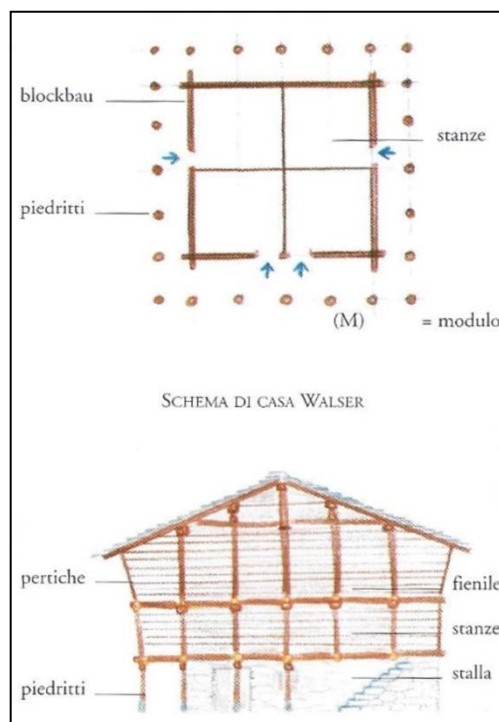 blockbau
stanze
piedritti
(M) = modulo
SCHEMA DI CASA WALSER
pertiche
fienile
stanze
piedritti
stalla